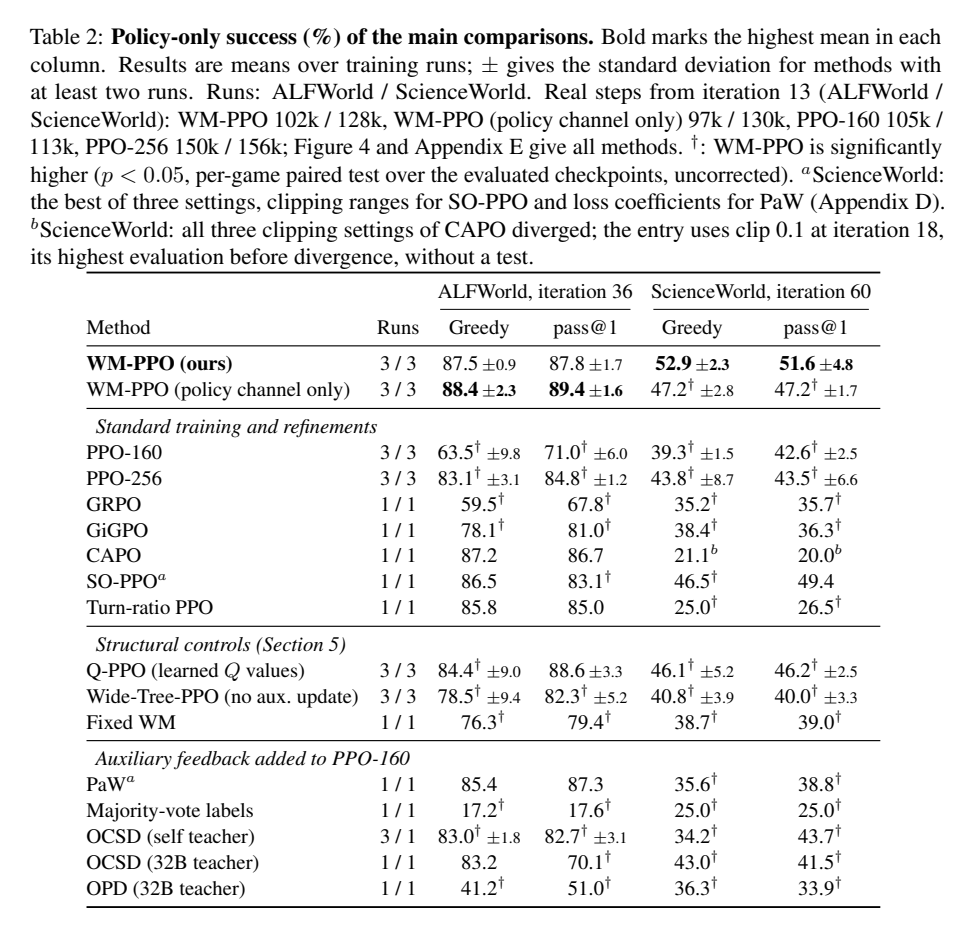 Table 2: Policy-only success (%) of the main comparisons. Bold marks the highest mean in each
column. Results are means over training runs; ± gives the standard deviation for methods with
at least two runs. Runs: ALFWorld / ScienceWorld. Real steps from iteration 13 (ALFWorld /
ScienceWorld): WM-PPO 102k / 128k, WM-PPO (policy channel only) 97k / 130k, PPO-160 105k /
113k, PPO-256 150k / 156k; Figure 4 and Appendix E give all methods. †: WM-PPO is significantly
higher (p < 0.05, per-game paired test over the evaluated checkpoints, uncorrected). ᵃScienceWorld:
the best of three settings, clipping ranges for SO-PPO and loss coefficients for PaW (Appendix D).
ᵇScienceWorld: all three clipping settings of CAPO diverged; the entry uses clip 0.1 at iteration 18,
its highest evaluation before divergence, without a test.
ALFWorld, iteration 36 ScienceWorld, iteration 60
Method Runs Greedy pass@1 Greedy pass@1
WM-PPO (ours) 3 / 3 87.5 ±0.9 87.8 ±1.7 52.9 ±2.3 51.6 ±4.8
WM-PPO (policy channel only) 3 / 3 88.4 ±2.3 89.4 ±1.6 47.2† ±2.8 47.2† ±1.7
Standard training and refinements
PPO-160 3 / 3 63.5† ±9.8 71.0† ±6.0 39.3† ±1.5 42.6† ±2.5
PPO-256 3 / 3 83.1† ±3.1 84.8† ±1.2 43.8† ±8.7 43.5† ±6.6
GRPO 1 / 1 59.5† 67.8† 35.2† 35.7†
GiGPO 1 / 1 78.1† 81.0† 38.4† 36.3†
CAPO 1 / 1 87.2 86.7 21.1ᵇ 20.0ᵇ
SO-PPOᵃ 1 / 1 86.5 83.1† 46.5† 49.4
Turn-ratio PPO 1 / 1 85.8 85.0 25.0† 26.5†
Structural controls (Section 5)
Q-PPO (learned Q values) 3 / 3 84.4† ±9.0 88.6 ±3.3 46.1† ±5.2 46.2† ±2.5
Wide-Tree-PPO (no aux. update) 3 / 3 78.5† ±9.4 82.3† ±5.2 40.8† ±3.9 40.0† ±3.3
Fixed WM 1 / 1 76.3† 79.4† 38.7† 39.0†
Auxiliary feedback added to PPO-160
PaWᵃ 1 / 1 85.4 87.3 35.6† 38.8†
Majority-vote labels 1 / 1 17.2† 17.6† 25.0† 25.0†
OCSD (self teacher) 3 / 1 83.0† ±1.8 82.7† ±3.1 34.2† 43.7†
OCSD (32B teacher) 1 / 1 83.2 70.1† 43.0† 41.5†
OPD (32B teacher) 1 / 1 41.2† 51.0† 36.3† 33.9†